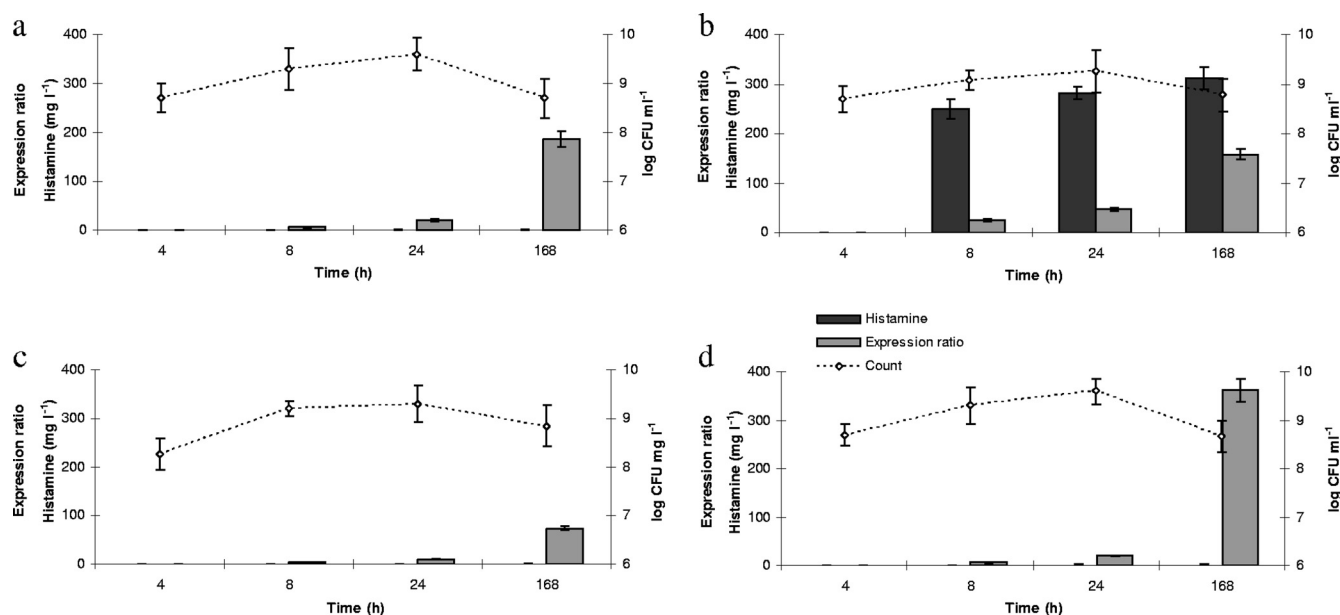 a
400
300
200
100
0
Expression ratio
Histamine (mg l⁻¹)
10
9
8
7
6
log CFU ml⁻¹
4 8 24 168
Time (h)
b
400
300
200
100
0
Expression ratio
Histamine (mg l⁻¹)
10
9
8
7
6
log CFU ml⁻¹
4 8 24 168
Time (h)
Histamine
Expression ratio
Count
c
400
300
200
100
0
Expression ratio
Histamine (mg l⁻¹)
10
9
8
7
6
log CFU mg l⁻¹
4 8 24 168
Time (h)
d
400
300
200
100
0
Expression ratio
Histamine (mg l⁻¹)
10
9
8
7
6
log CFU ml⁻¹
4 8 24 168
Time (h)